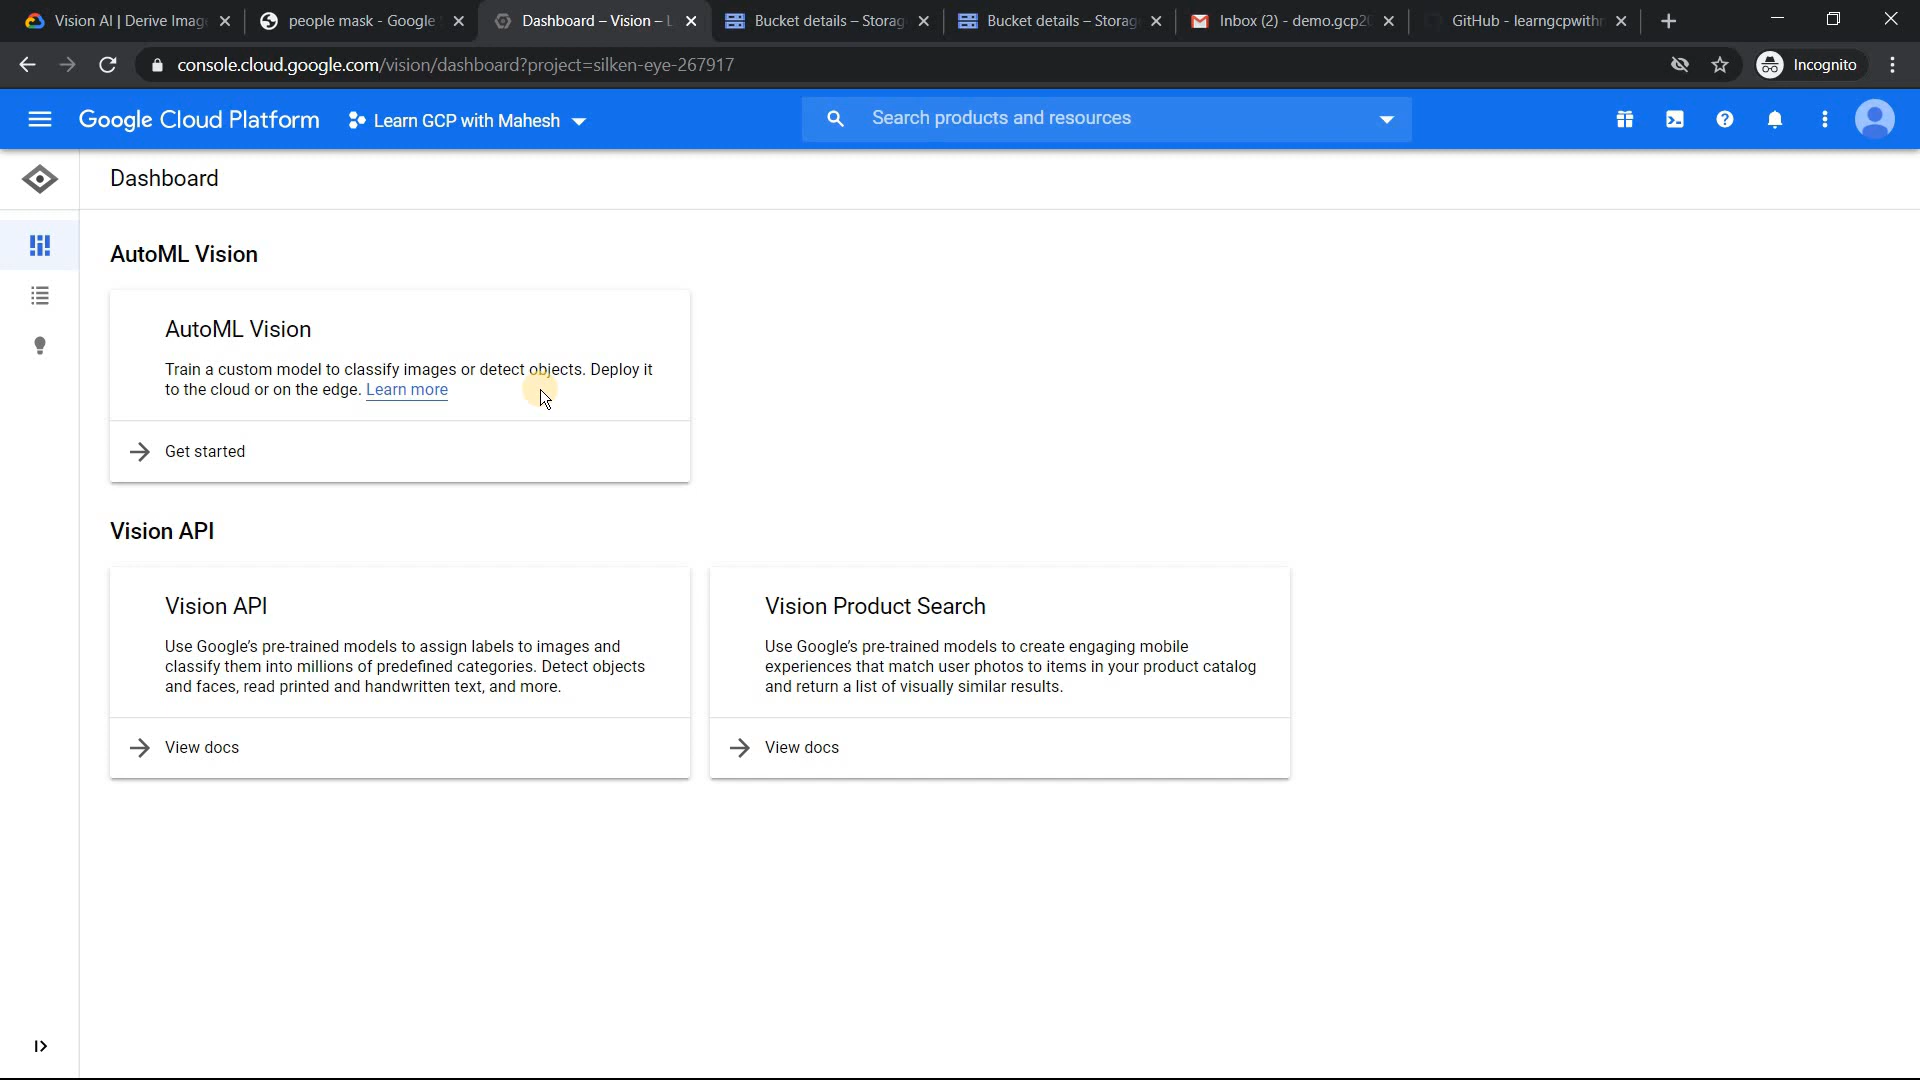 Vision AI | Derive Image
people mask - Google
Dashboard – Vision – L
Bucket details – Storag
Bucket details – Storag
Inbox (2) - demo.gcp2
GitHub - learngcpwith
console.cloud.google.com/vision/dashboard?project=silken-eye-267917
Incognito
Google Cloud Platform
Learn GCP with Mahesh
Search products and resources
Dashboard
AutoML Vision
AutoML Vision
Train a custom model to classify images or detect objects. Deploy it
to the cloud or on the edge. Learn more
Get started
Vision API
Vision API
Use Google's pre-trained models to assign labels to images and
classify them into millions of predefined categories. Detect objects
and faces, read printed and handwritten text, and more.
View docs
Vision Product Search
Use Google's pre-trained models to create engaging mobile
experiences that match user photos to items in your product catalog
and return a list of visually similar results.
View docs